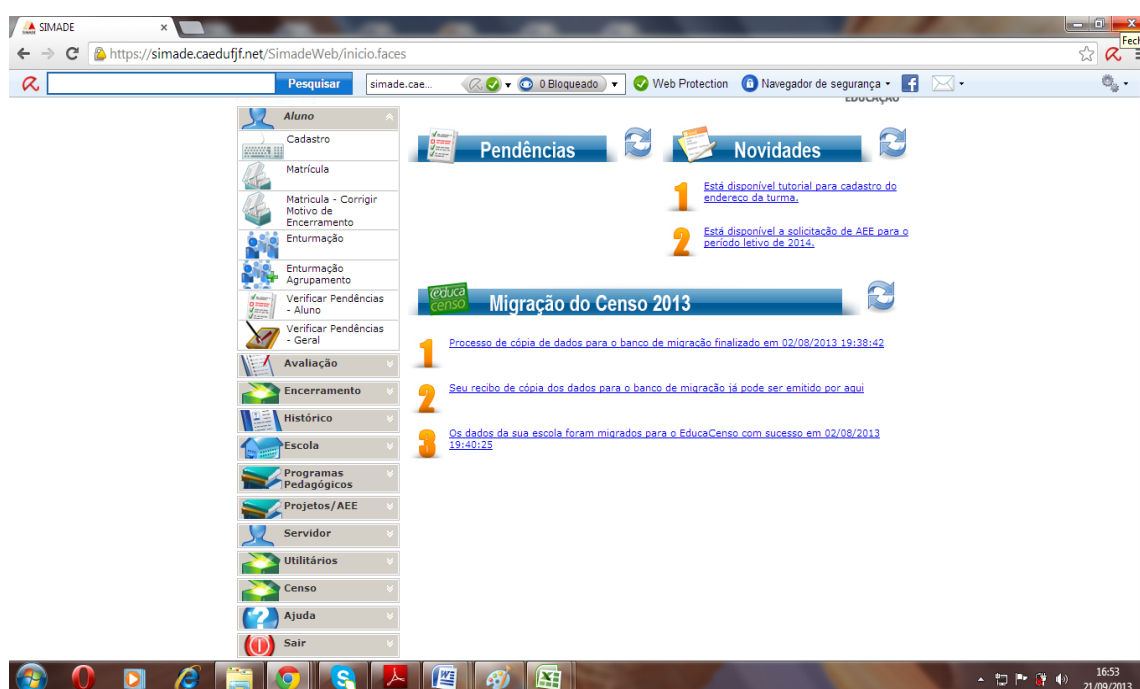 SIMADE
Fech
https://simade.caedufjf.net/SimadeWeb/inicio.faces
Pesquisar
simade.cae...
0 Bloqueado
Web Protection
Navegador de segurança
EDUCAÇÃO
Aluno
Cadastro
Matrícula
Matricula - Corrigir
Motivo de
Encerramento
Enturmação
Enturmação
Agrupamento
Verificar Pendências
- Aluno
Verificar Pendências
- Geral
Avaliação
Encerramento
Histórico
Escola
Programas
Pedagógicos
Projetos/AEE
Servidor
Utilitários
Censo
Ajuda
Sair
Pendências
Novidades
1 Está disponível tutorial para cadastro do
endereco da turma.
2 Está disponível a solicitação de AEE para o
período letivo de 2014.
educa
censo
Migração do Censo 2013
1 Processo de cópia de dados para o banco de migração finalizado em 02/08/2013 19:38:42
2 Seu recibo de cópia dos dados para o banco de migração já pode ser emitido por aqui
3 Os dados da sua escola foram migrados para o EducaCenso com sucesso em 02/08/2013
19:40:25
16:53
21/09/2013